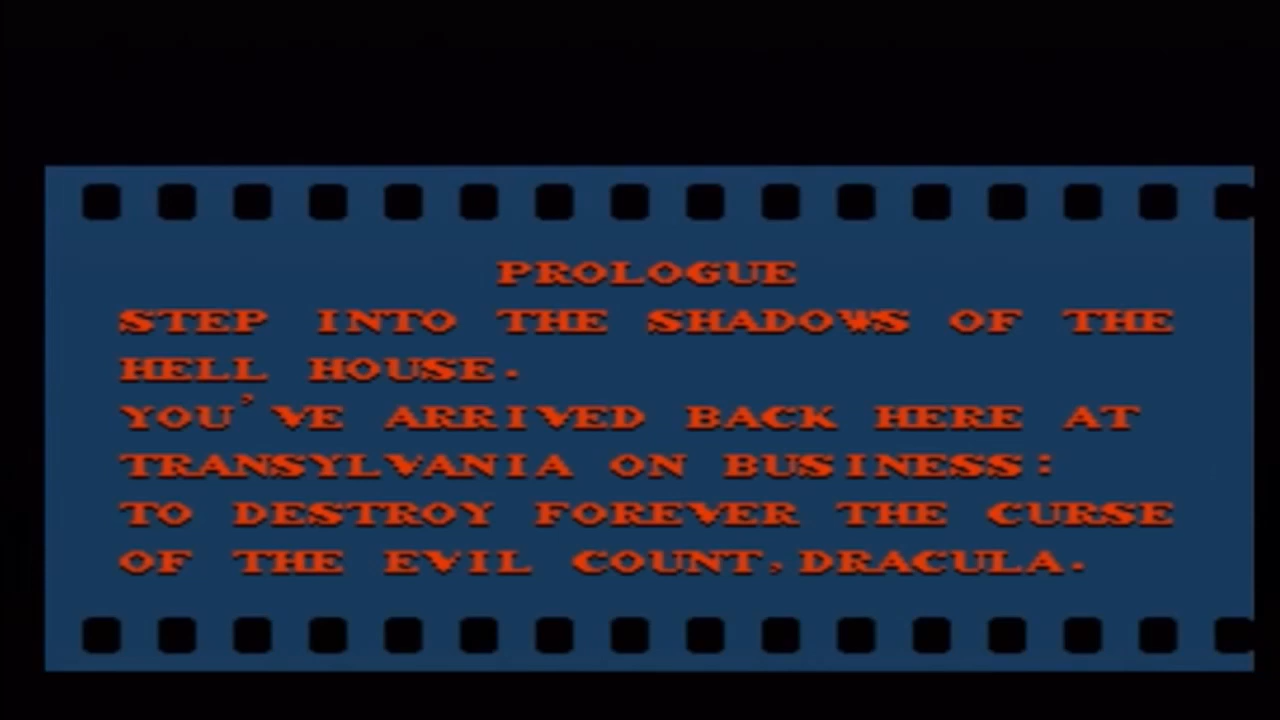 PROLOGUE
STEP INTO THE SHADOWS OF THE
HELL HOUSE.
YOU'VE ARRIVED BACK HERE AT
TRANSYLVANIA ON BUSINESS:
TO DESTROY FOREVER THE CURSE
OF THE EVIL COUNT,DRACULA.